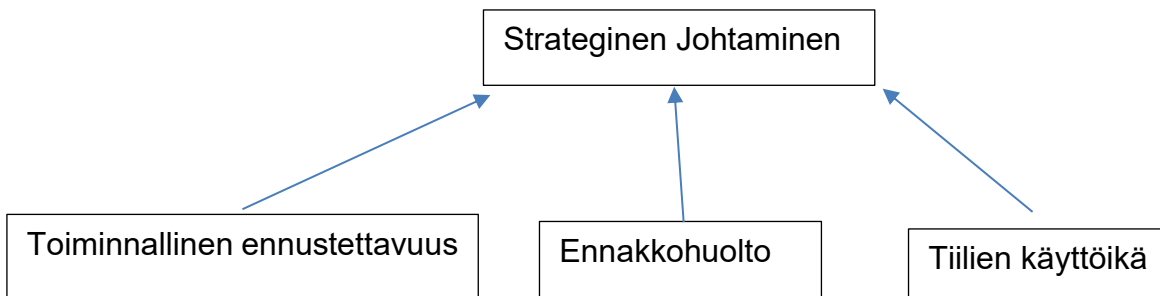 Strateginen Johtaminen
Toiminnallinen ennustettavuus
Ennakkohuolto
Tiilien käyttöikä